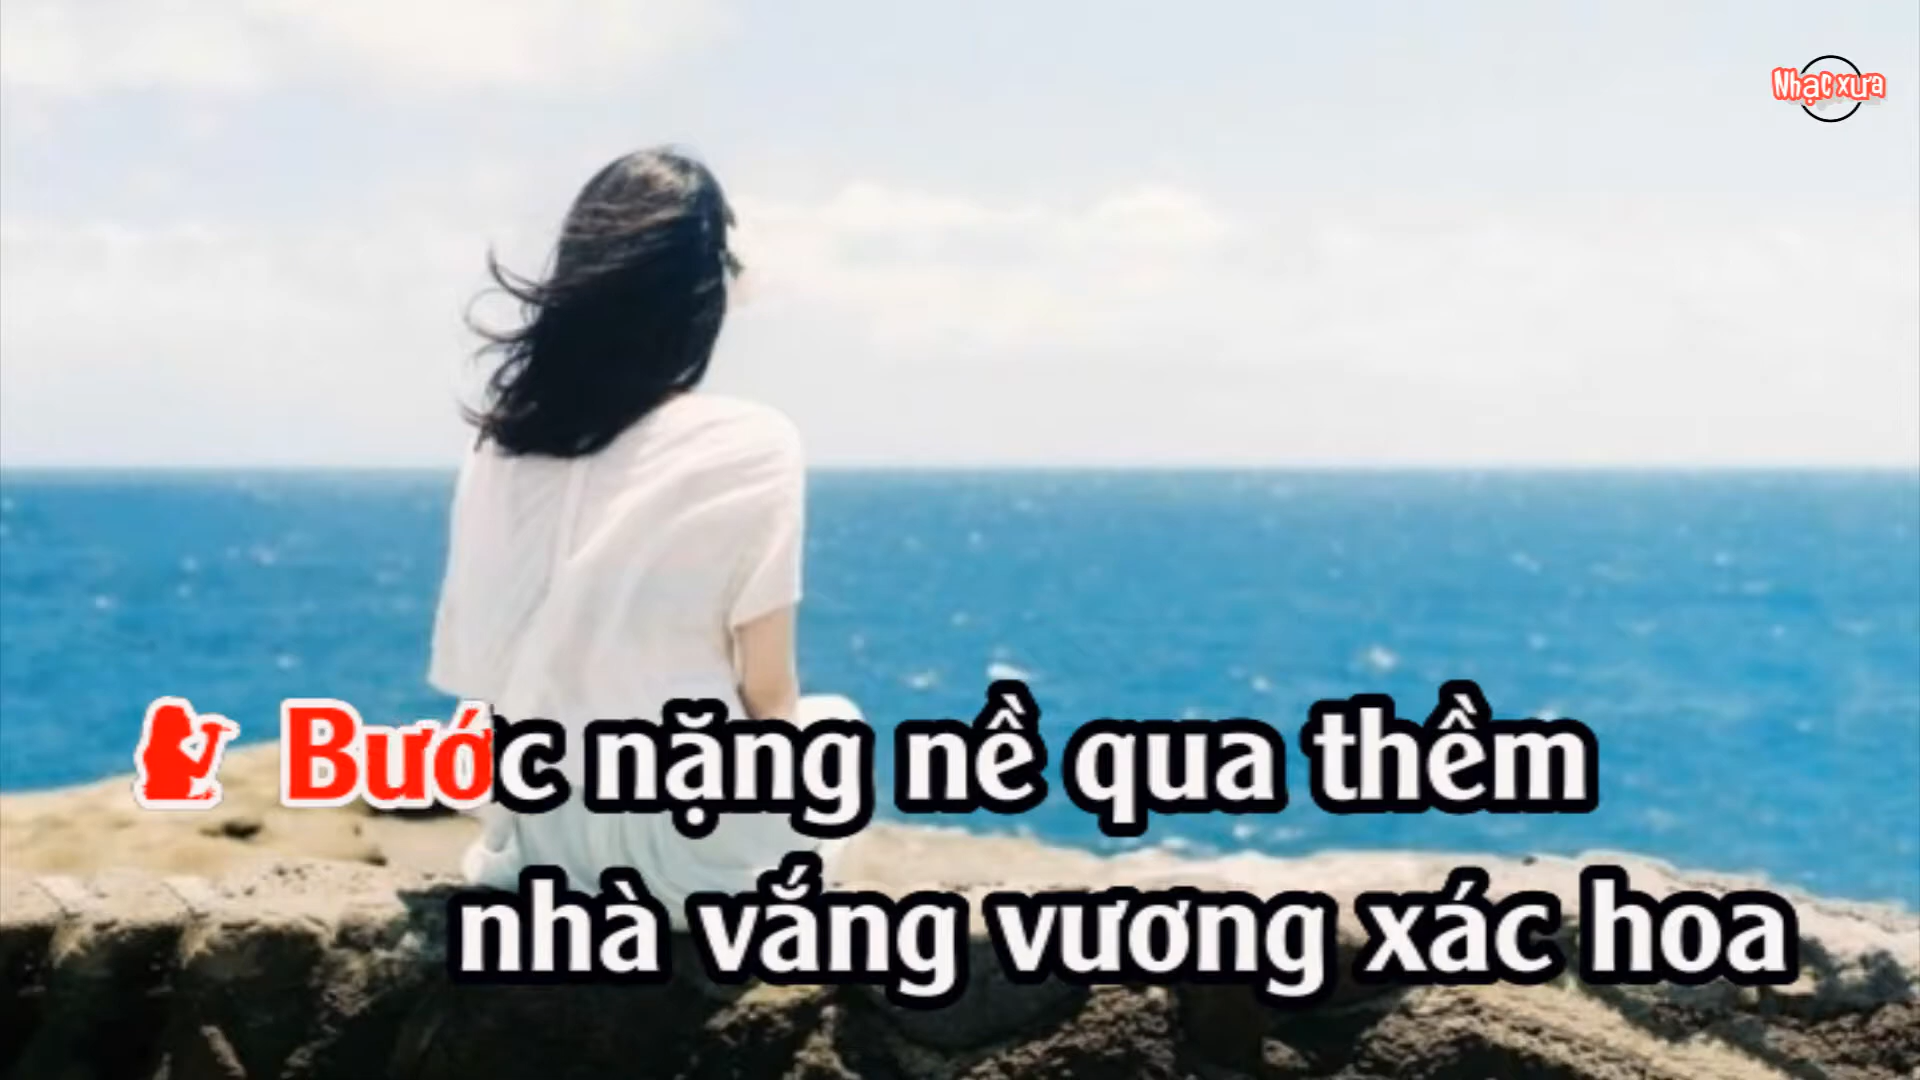 Nhạc xưa
Bước nặng nề qua thềm
nhà vắng vương xác hoa